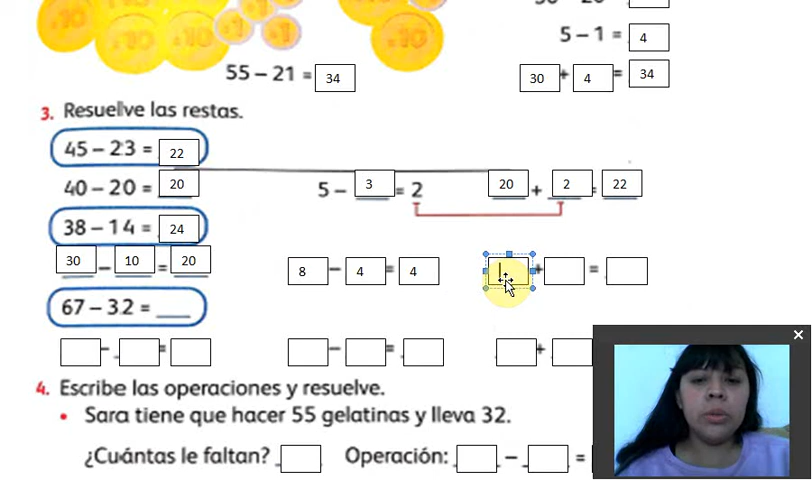 5 – 1 = 4
55 – 21 = 34
30 + 4 = 34
3. Resuelve las restas.
45 – 23 = 22
40 – 20 = 20 5 – 3 = 2 20 + 2 = 22
38 – 14 = 24
30 – 10 = 20 8 – 4 = 4 + =
67 – 32 = ___
– = – = +
4. Escribe las operaciones y resuelve.
• Sara tiene que hacer 55 gelatinas y lleva 32.
¿Cuántas le faltan? Operación: – =